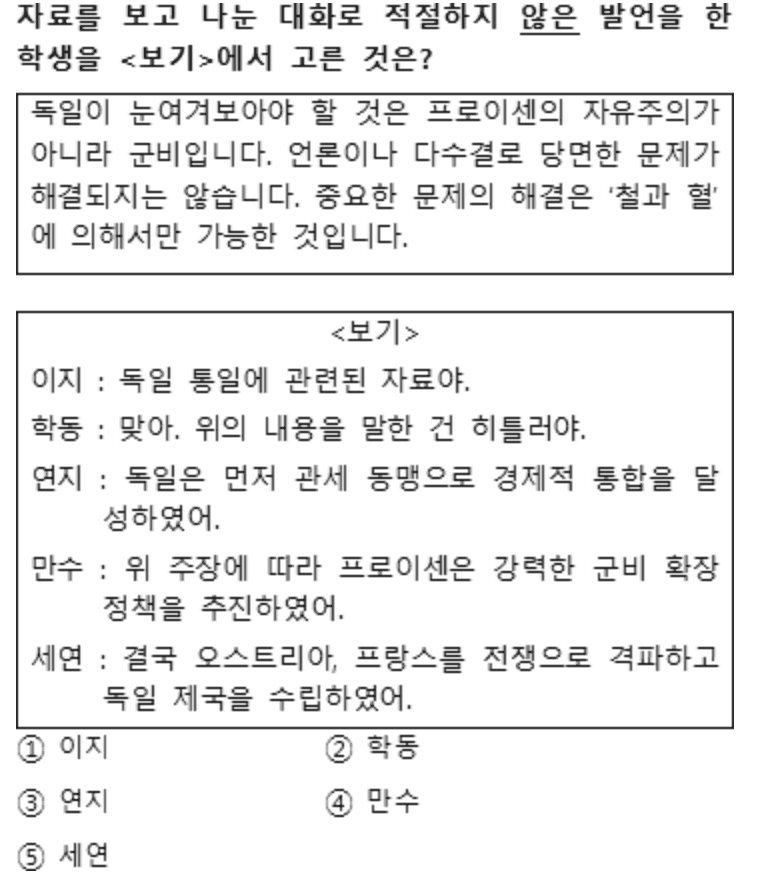 자료를 보고 나눈 대화로 적절하지 않은 발언을 한
학생을 <보기>에서 고른 것은?
독일이 눈여겨보아야 할 것은 프로이센의 자유주의가
아니라 군비입니다. 언론이나 다수결로 당면한 문제가
해결되지는 않습니다. 중요한 문제의 해결은 ‘철과 혈’
에 의해서만 가능한 것입니다.
<보기>
이지 : 독일 통일에 관련된 자료야.
학동 : 맞아. 위의 내용을 말한 건 히틀러야.
연지 : 독일은 먼저 관세 동맹으로 경제적 통합을 달
성하였어.
만수 : 위 주장에 따라 프로이센은 강력한 군비 확장
정책을 추진하였어.
세연 : 결국 오스트리아, 프랑스를 전쟁으로 격파하고
독일 제국을 수립하였어.
① 이지 ② 학동
③ 연지 ④ 만수
⑤ 세연